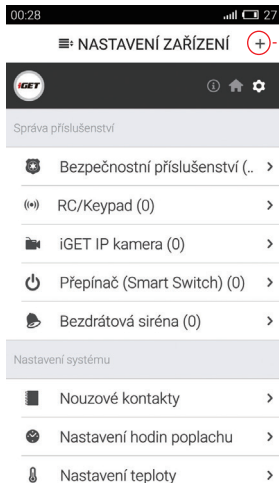 00:28 27
NASTAVENÍ ZAŘÍZENÍ +
iGET
Správa příslušenství
Bezpečnostní příslušenství (..
RC/Keypad (0)
iGET IP kamera (0)
Přepínač (Smart Switch) (0)
Bezdrátová siréna (0)
Nastavení systému
Nouzové kontakty
Nastavení hodin poplachu
Nastavení teploty